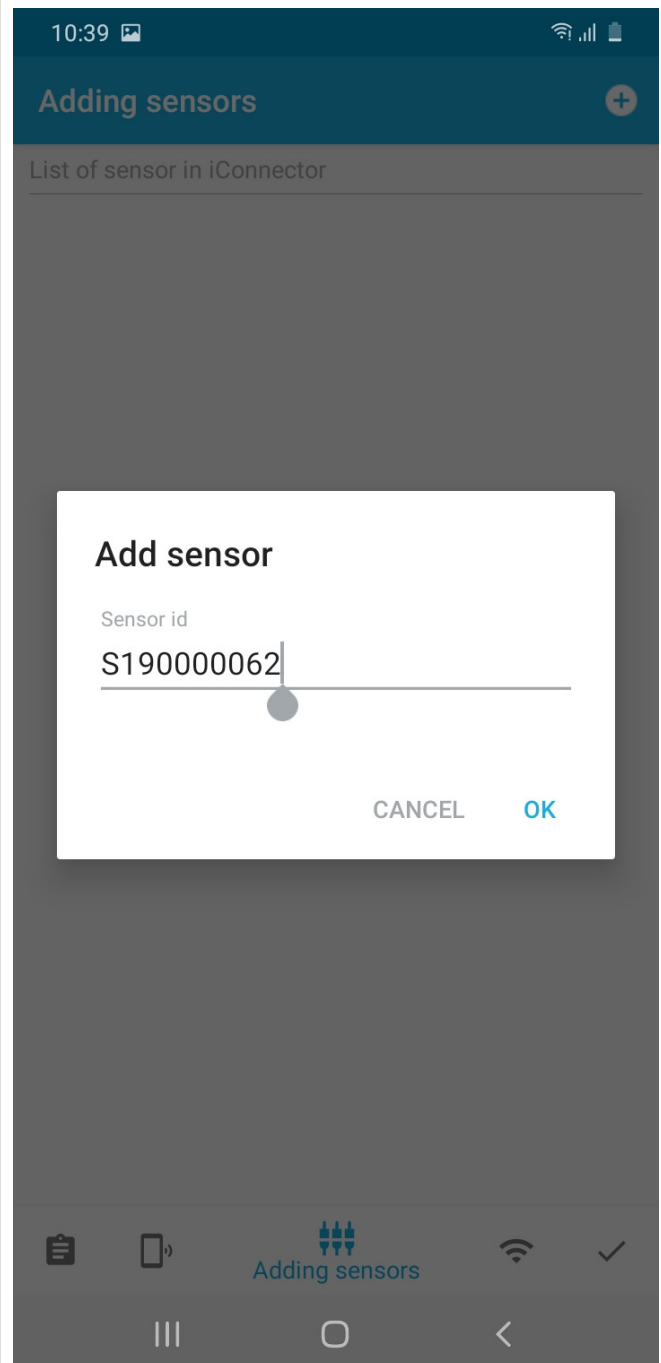 10:39
Adding sensors
List of sensor in iConnector
Add sensor
Sensor id
S190000062
CANCEL OK
Adding sensors